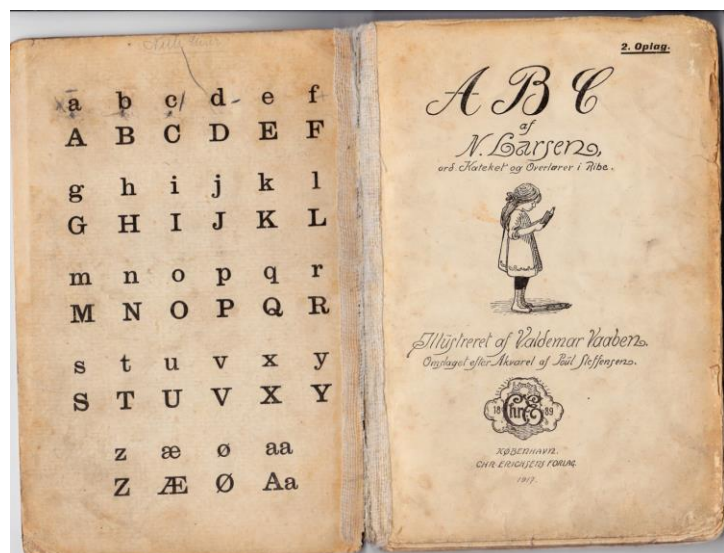 a b c d e f
A B C D E F
g h i j k l
G H I J K L
m n o p q r
M N O P Q R
s t u v x y
S T U V X Y
z æ ø aa
Z Æ Ø Aa
2. Oplag.
A B C
af
N. Larsen,
ord. Kateket og Overlærer i Ribe.
Illustreret af Valdemar Vaaben.
Omslaget efter Akvarel af Poul Steffensen.
18 Chr E 89
KØBENHAVN.
CHR. ERICHSENS FORLAG
1917.